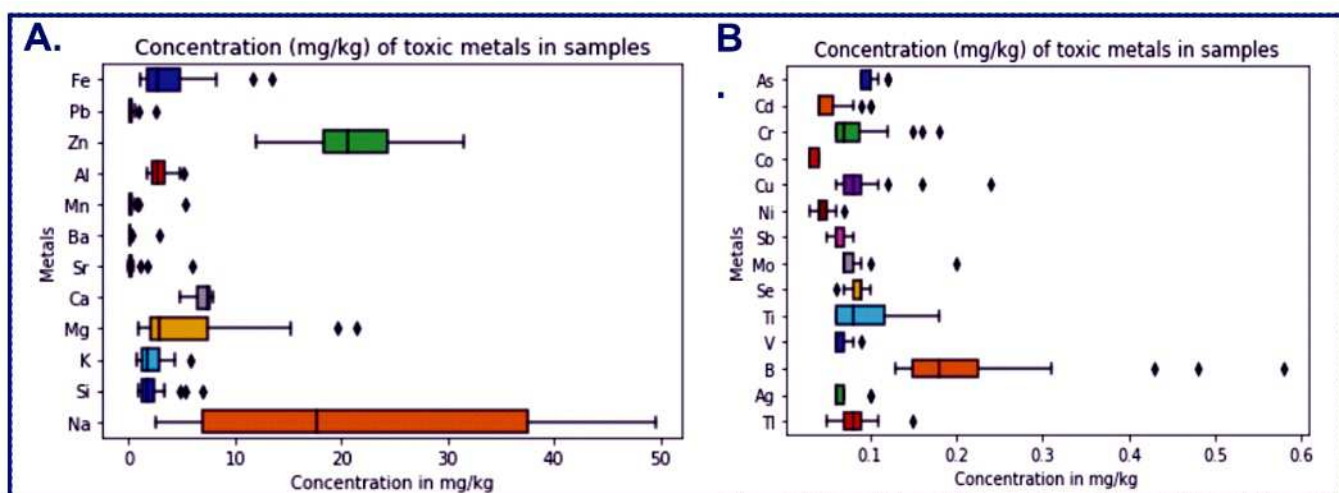 A.
Concentration (mg/kg) of toxic metals in samples
Fe
Pb
Zn
Al
Mn
Ba
Sr
Ca
Mg
K
Si
Na
Metals
0 10 20 30 40 50
Concentration in mg/kg
B
.
Concentration (mg/kg) of toxic metals in samples
As
Cd
Cr
Co
Cu
Ni
Sb
Mo
Se
Ti
V
B
Ag
Tl
Metals
0.1 0.2 0.3 0.4 0.5 0.6
Concentration in mg/kg